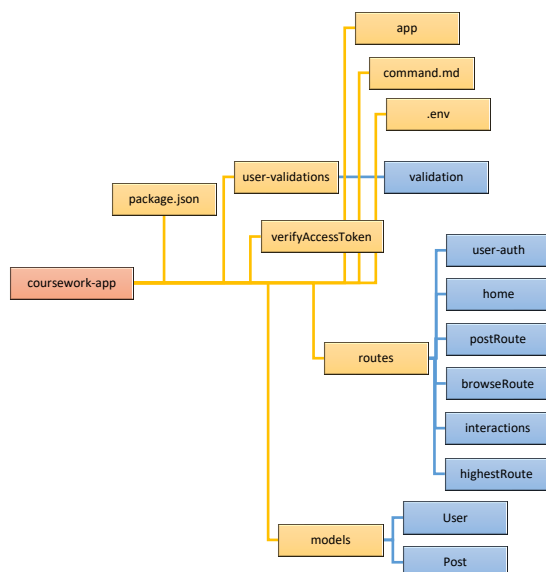 app
command.md
.env
user-validations
validation
package.json
verifyAccessToken
user-auth
coursework-app
home
postRoute
routes
browseRoute
interactions
highestRoute
User
models
Post